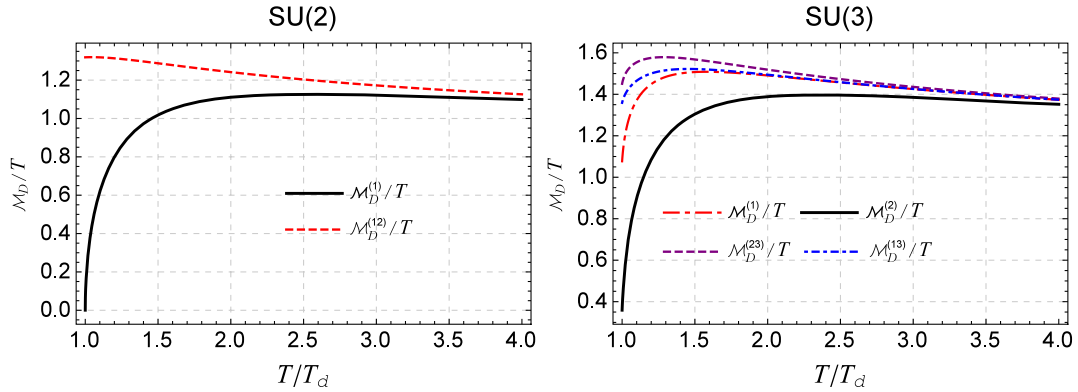 SU(2)
1.2
1.0
0.8
0.6
0.4
0.2
0.0
ℳ_D/T
ℳ_D^(1)/T
ℳ_D^(12)/T
1.0 1.5 2.0 2.5 3.0 3.5 4.0
T/T_d
SU(3)
1.6
1.4
1.2
1.0
0.8
0.6
0.4
ℳ_D/T
ℳ_D^(1)/T ℳ_D^(2)/T
ℳ_D^(23)/T ℳ_D^(13)/T
1.0 1.5 2.0 2.5 3.0 3.5 4.0
T/T_d